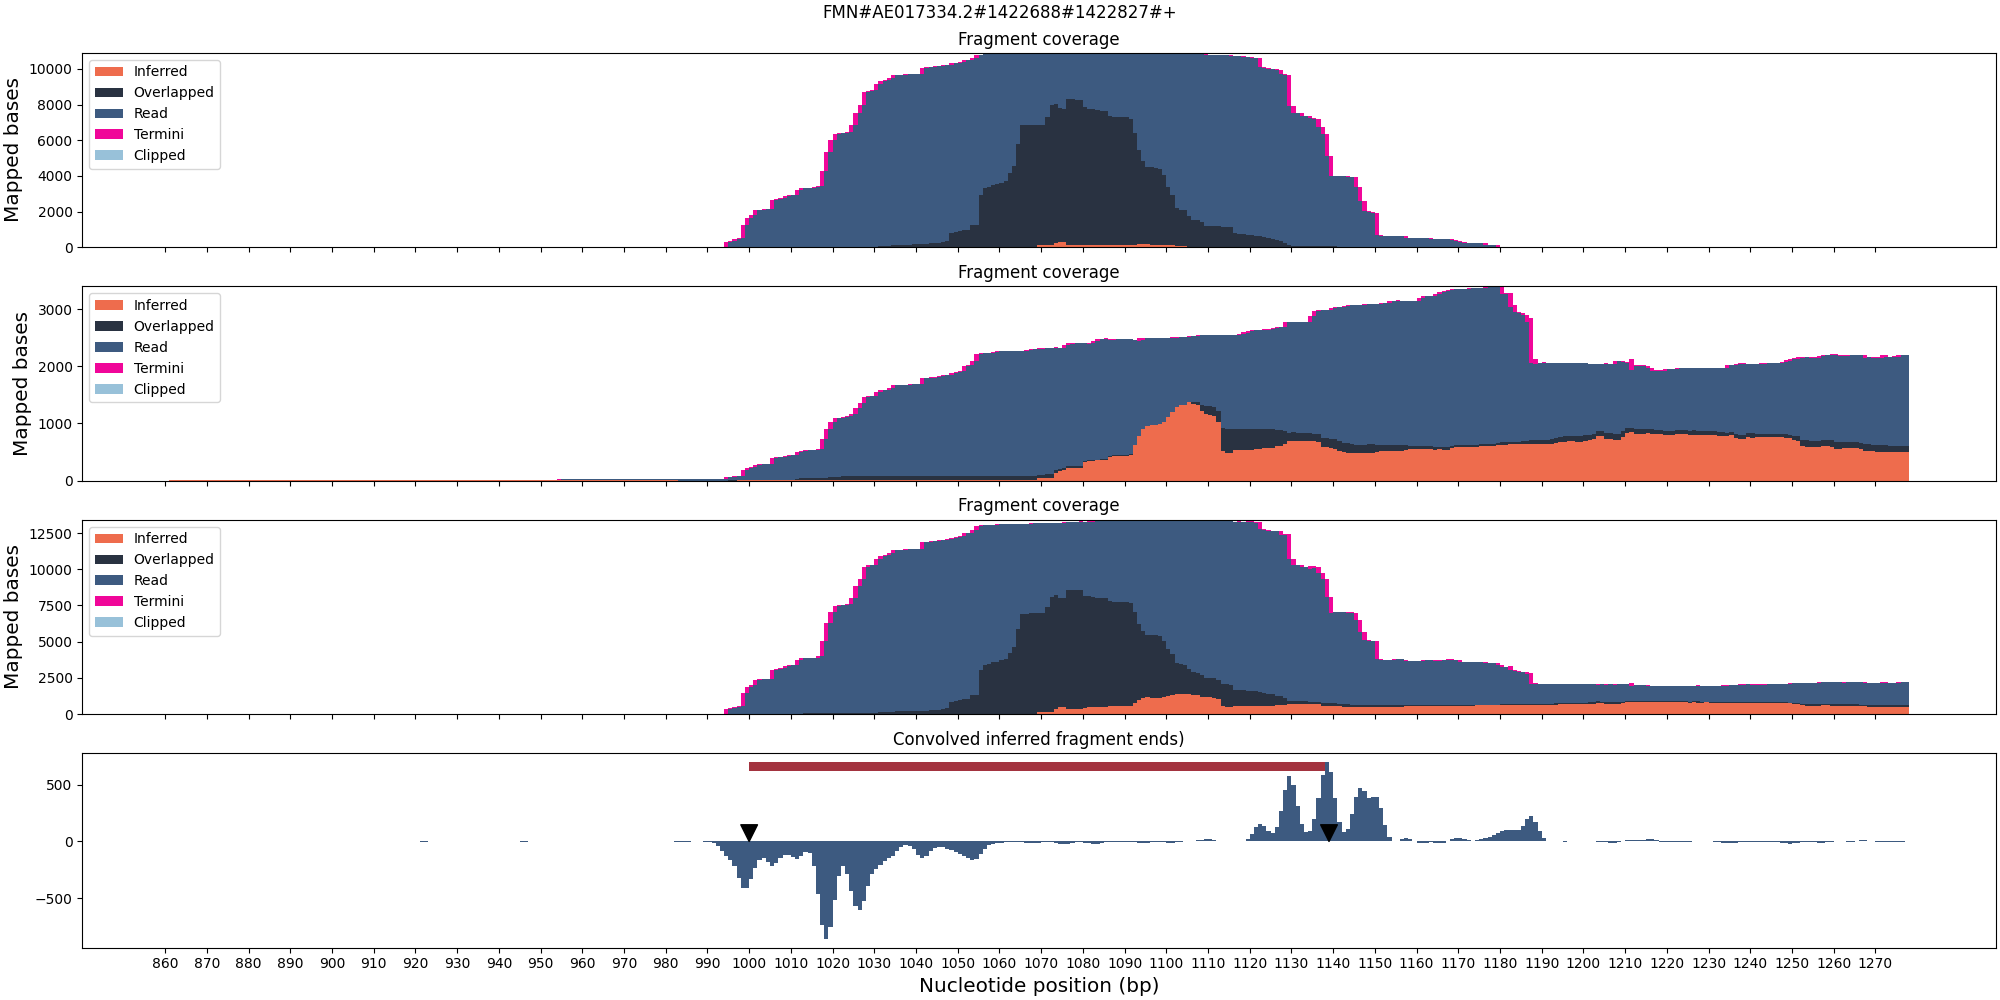 FMN#AE017334.2#1422688#1422827#+
Fragment coverage
Mapped bases
10000
8000
6000
4000
2000
0
Inferred
Overlapped
Read
Termini
Clipped
Fragment coverage
Mapped bases
3000
2000
1000
0
Inferred
Overlapped
Read
Termini
Clipped
Fragment coverage
Mapped bases
12500
10000
7500
5000
2500
0
Inferred
Overlapped
Read
Termini
Clipped
Convolved inferred fragment ends)
500
0
−500
860 870 880 890 900 910 920 930 940 950 960 970 980 990 1000 1010 1020 1030 1040 1050 1060 1070 1080 1090 1100 1110 1120 1130 1140 1150 1160 1170 1180 1190 1200 1210 1220 1230 1240 1250 1260 1270
Nucleotide position (bp)